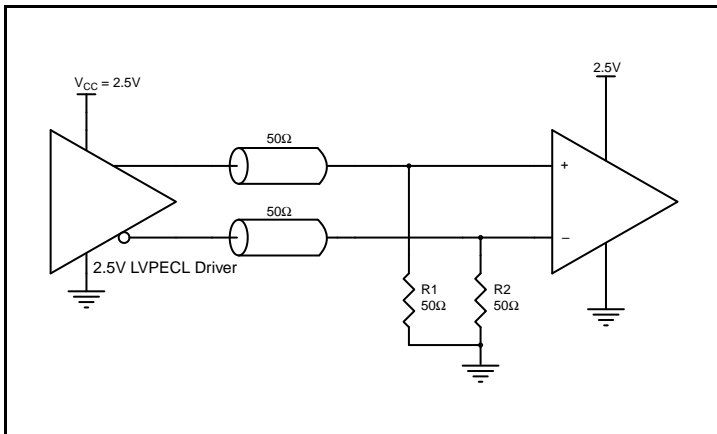 V_CC = 2.5V
2.5V
50Ω
+
50Ω
–
2.5V LVPECL Driver
R1
50Ω
R2
50Ω